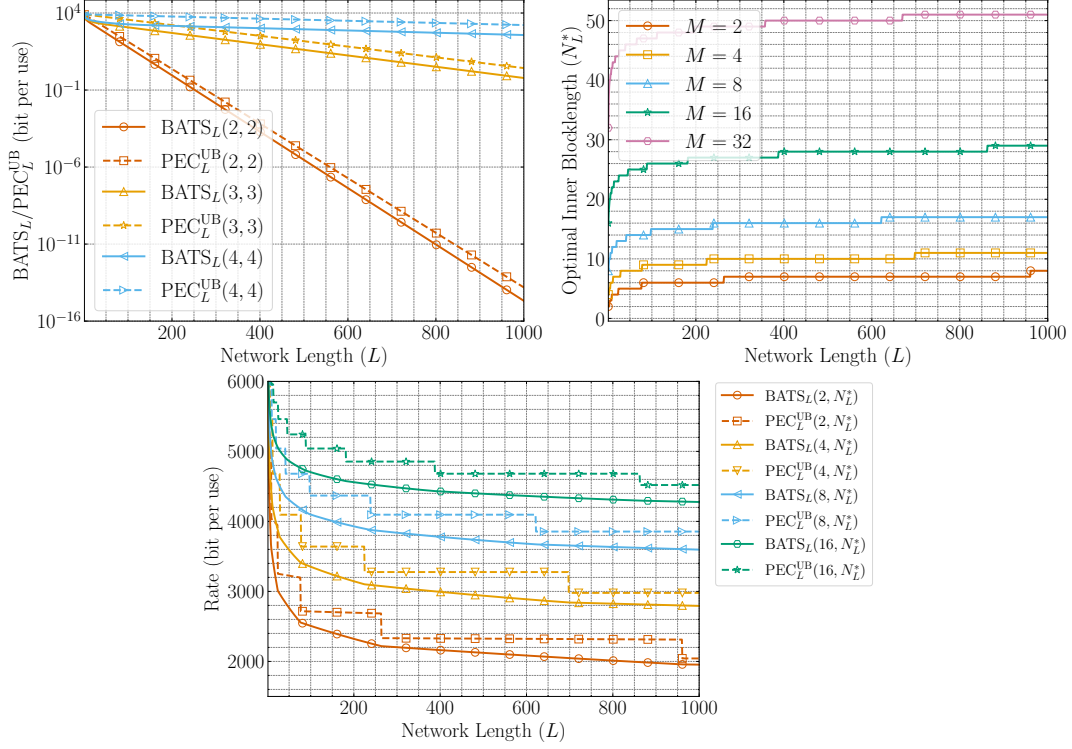 BATS_L/PEC_L^UB (bit per use)
10^4
10^−1
10^−6
10^−11
10^−16
BATS_L(2, 2)
PEC_L^UB(2, 2)
BATS_L(3, 3)
PEC_L^UB(3, 3)
BATS_L(4, 4)
PEC_L^UB(4, 4)
200 400 600 800 1000
Network Length (L)
Optimal Inner Blocklength (N_L^*)
50
40
30
20
10
0
M = 2
M = 4
M = 8
M = 16
M = 32
200 400 600 800 1000
Network Length (L)
Rate (bit per use)
6000
5000
4000
3000
2000
200 400 600 800 1000
Network Length (L)
BATS_L(2, N_L^*)
PEC_L^UB(2, N_L^*)
BATS_L(4, N_L^*)
PEC_L^UB(4, N_L^*)
BATS_L(8, N_L^*)
PEC_L^UB(8, N_L^*)
BATS_L(16, N_L^*)
PEC_L^UB(16, N_L^*)